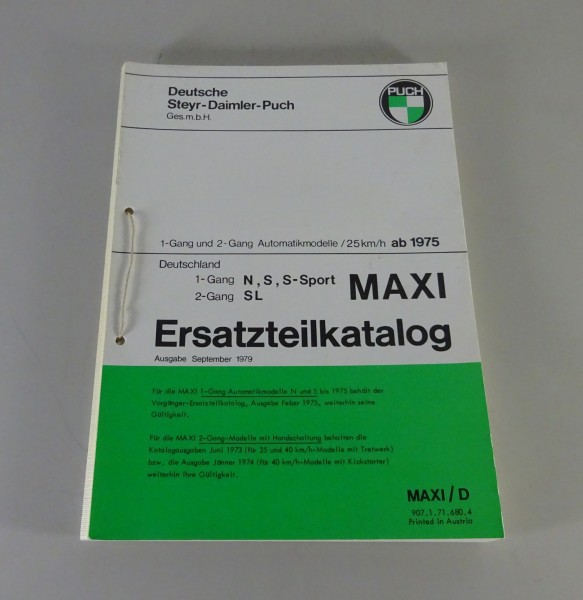 Deutsche
Steyr-Daimler-Puch
Ges.m.b.H.
PUCH
1-Gang und 2-Gang Automatikmodelle / 25 km/h ab 1975
Deutschland
1-Gang N, S, S-Sport MAXI
2-Gang SL
Ersatzteilkatalog
Ausgabe September 1979
Für die MAXI 1-Gang-Automatikmodelle N und S bis 1975 behält der
Vorgänger-Ersatzteilkatalog, Ausgabe Feber 1975, weiterhin seine
Gültigkeit.
Für die MAXI 2-Gang-Modelle mit Handschaltung behalten die
Katalogausgaben Juni 1973 (für 25 und 40 km/h-Modelle mit Tretwerk)
bzw. die Ausgabe Jänner 1974 (für 40 km/h-Modelle mit Kickstarter)
weiterhin ihre Gültigkeit.
MAXI/D
907.1.71.680.4
Printed in Austria